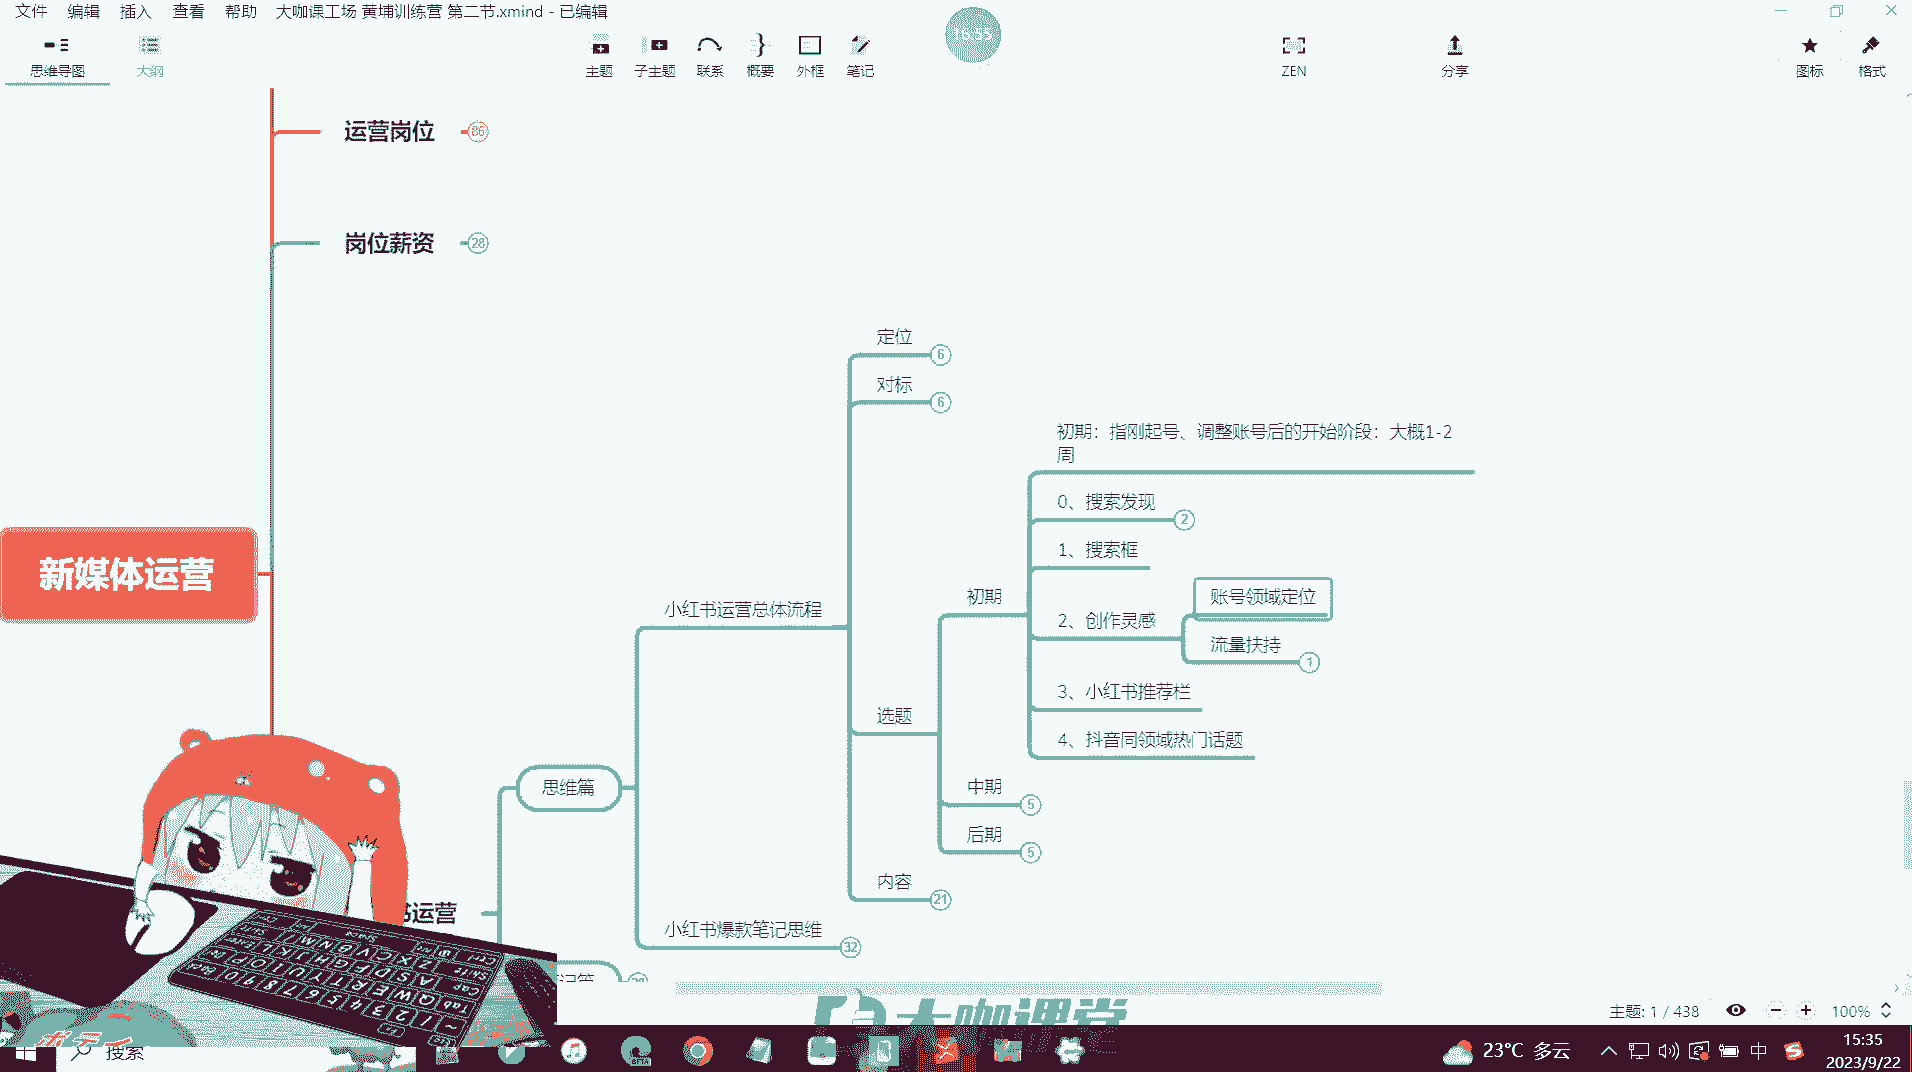 文件 编辑 插入 查看 帮助 大咖课工场 黄埔训练营 第二节.xmind - 已编辑
思维导图 大纲 主题 子主题 联系 概要 外框 笔记 ZEN 分享 图标 格式
16:55
运营岗位 86
岗位薪资 28
定位 6
对标 6
初期：指刚起号、调整账号后的开始阶段：大概1-2
周
0、搜索发现 2
1、搜索框
新媒体运营
小红书运营总体流程
初期
2、创作灵感
账号领域定位
流量扶持 1
3、小红书推荐栏
选题
4、抖音同领域热门话题
思维篇
中期 5
后期 5
内容 21
书运营
小红书爆款笔记思维 32
大咖课堂
主题: 1 / 438 100%
搜索
23°C 多云
中
15:35
2023/9/22